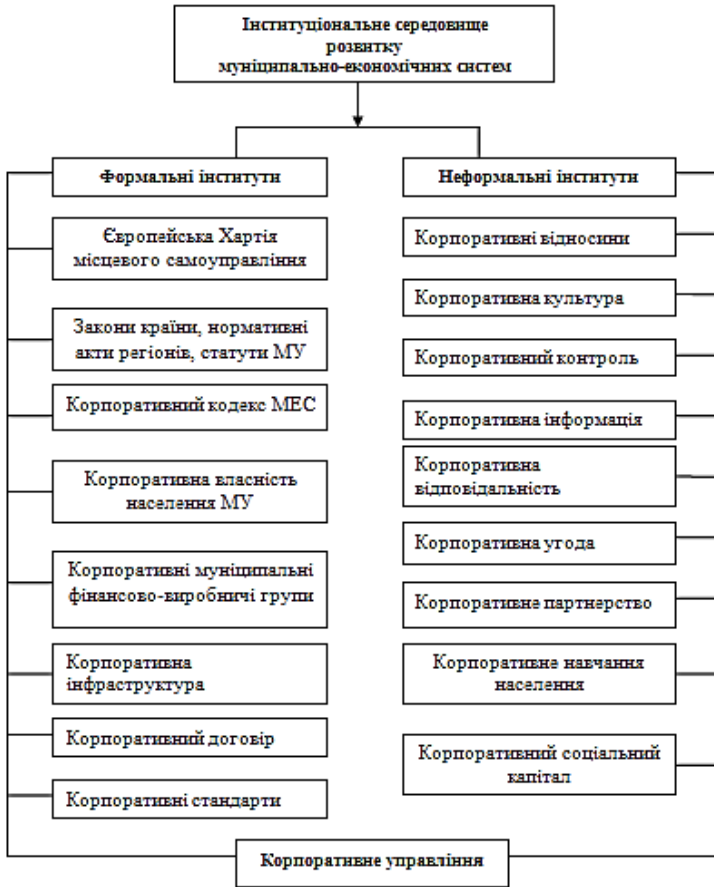 Інституціональне середовище
розвитку
муніципально-економічних систем
Формальні інститути
Європейська Хартія
місцевого самоуправління
Закони країни, нормативні
акти регіонів, статути МУ
Корпоративний кодекс МЕС
Корпоративна власність
населення МУ
Корпоративні муніципальні
фінансово-виробничі групи
Корпоративна
інфраструктура
Корпоративний договір
Корпоративні стандарти
Неформальні інститути
Корпоративні відносини
Корпоративна культура
Корпоративний контроль
Корпоративна інформація
Корпоративна
відповідальність
Корпоративна угода
Корпоративне партнерство
Корпоративне навчання
населення
Корпоративний соціальний
капітал
Корпоративне управління